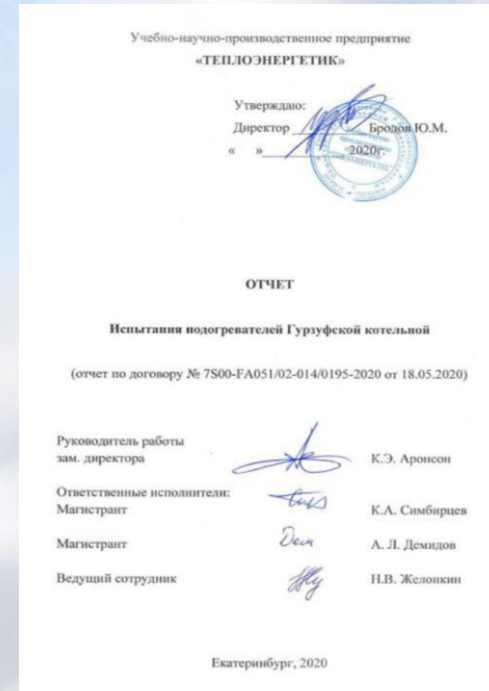 Учебно-научно-производственное предприятие
«ТЕПЛОЭНЕРГЕТИК»
Утверждаю:
Директор Бродов Ю.М.
« » 2020г.
ОТЧЕТ
Испытания подогревателей Гурзуфской котельной
(отчет по договору № 7S00-FA051/02-014/0195-2020 от 18.05.2020)
Руководитель работы
зам. директора К.Э. Аронсон
Ответственные исполнители:
Магистрант К.А. Симбирцев
Магистрант А. Л. Демидов
Ведущий сотрудник Н.В. Желонкин
Екатеринбург, 2020